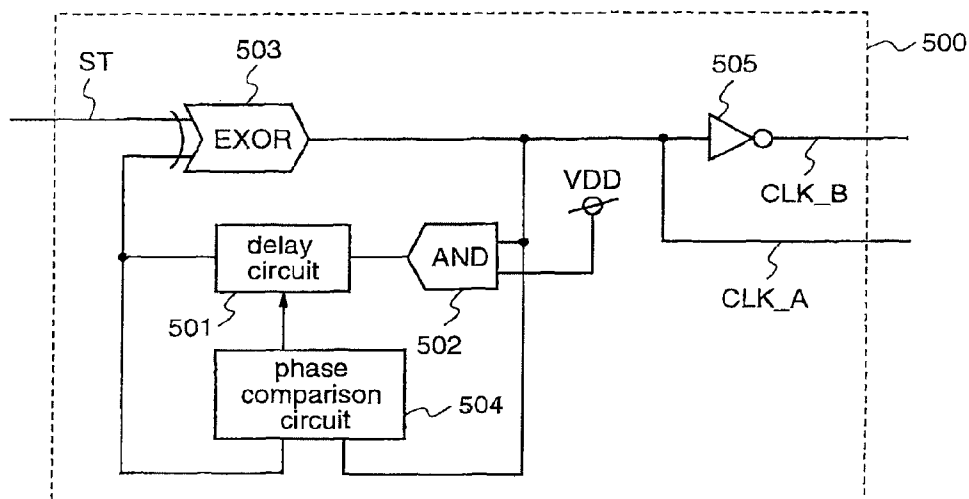 503
500
ST
505
EXOR
VDD
CLK_B
delay
circuit
AND
CLK_A
501
502
phase
comparison
circuit
504